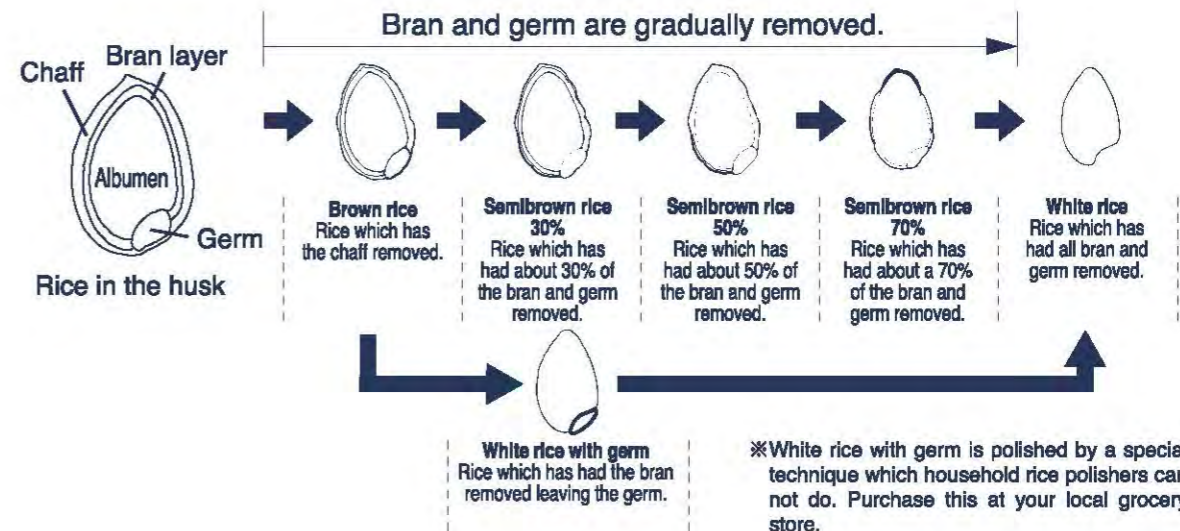 Bran and germ are gradually removed.
Chaff
Bran layer
Albumen
Germ
Rice in the husk
Brown rice
Rice which has
the chaff removed.
Semibrown rice
30%
Rice which has
had about 30% of
the bran and germ
removed.
Semibrown rice
50%
Rice which has
had about 50% of
the bran and germ
removed.
Semibrown rice
70%
Rice which has
had about a 70%
of the bran and
germ removed.
White rice
Rice which has
had all bran and
germ removed.
White rice with germ
Rice which has had the bran
removed leaving the germ.
※White rice with germ is polished by a special
technique which household rice polishers can
not do. Purchase this at your local grocery
store.